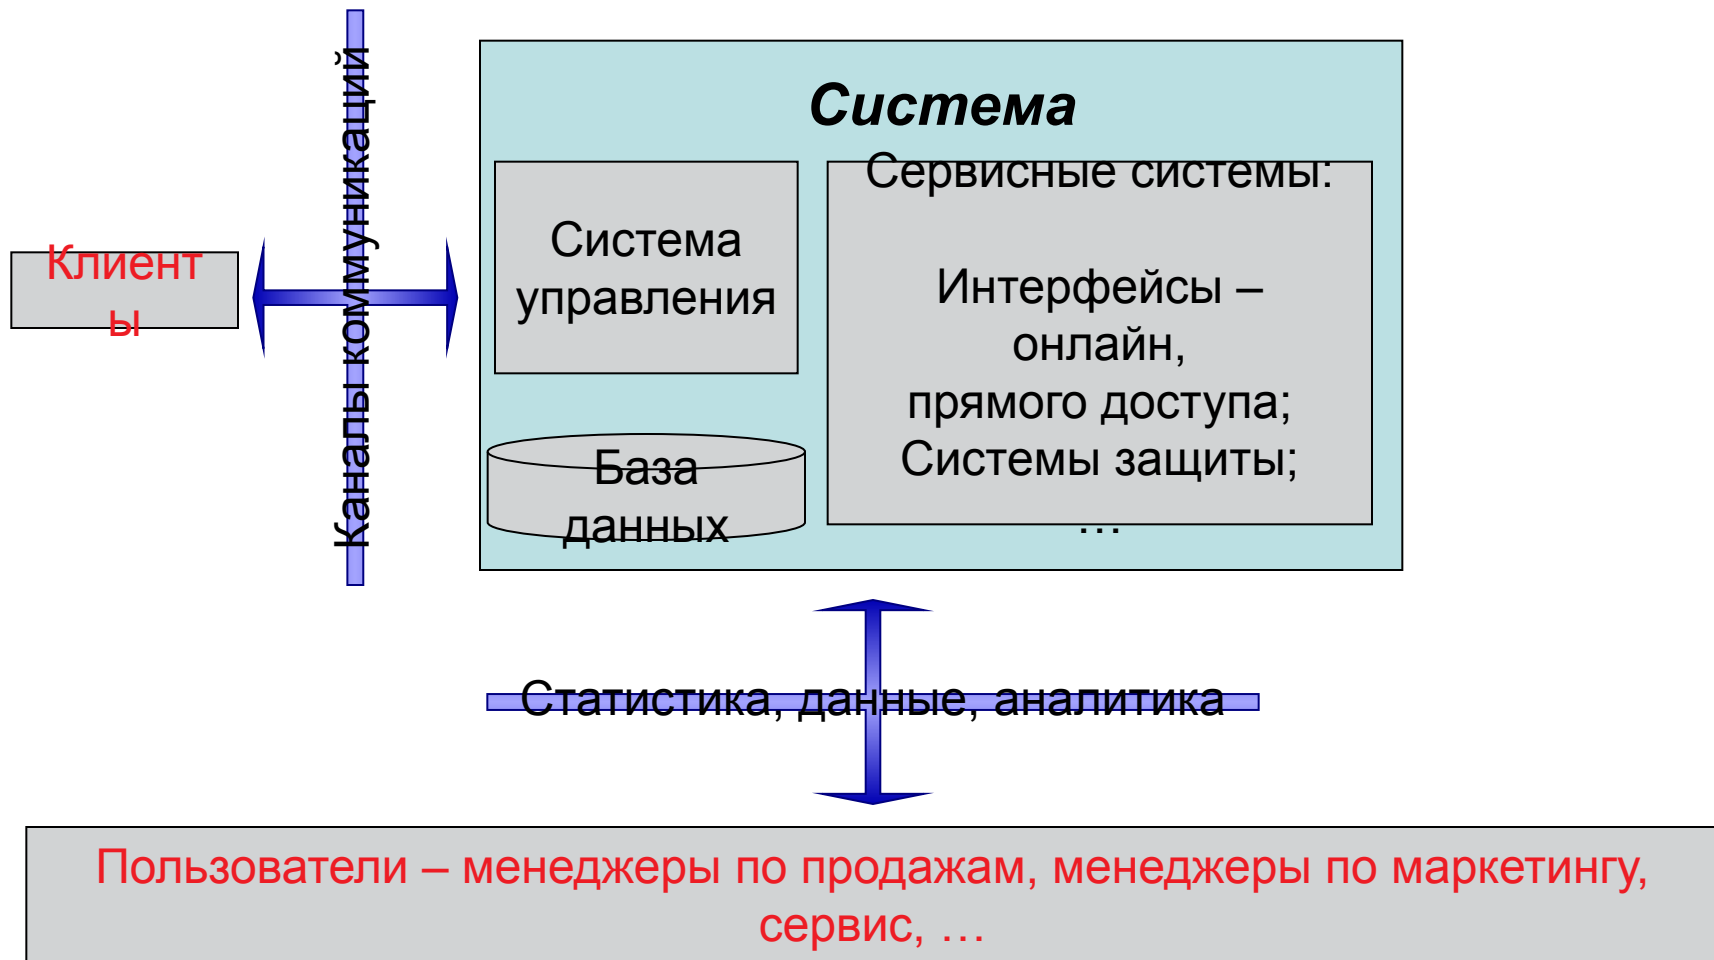 Каналы коммуникаций
Система
Клиент
ы
Система
управления
База
данных
Сервисные системы:
Интерфейсы –
онлайн,
прямого доступа;
Системы защиты;
…
Статистика, данные, аналитика
Пользователи – менеджеры по продажам, менеджеры по маркетингу,
сервис, …